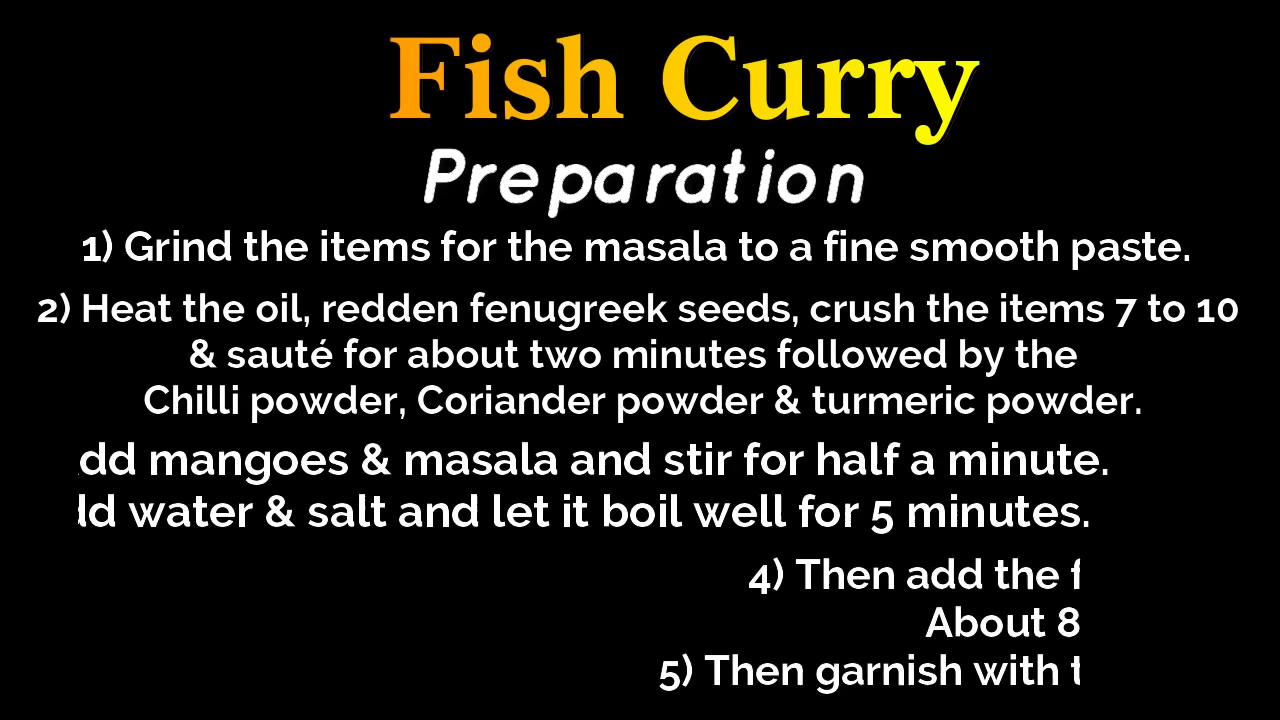 Fish Curry
Preparation
1) Grind the items for the masala to a fine smooth paste.
2) Heat the oil, redden fenugreek seeds, crush the items 7 to 10
& sauté for about two minutes followed by the
Chilli powder, Coriander powder & turmeric powder.
dd mangoes & masala and stir for half a minute.
d water & salt and let it boil well for 5 minutes.
4) Then add the
About 8
5) Then garnish with